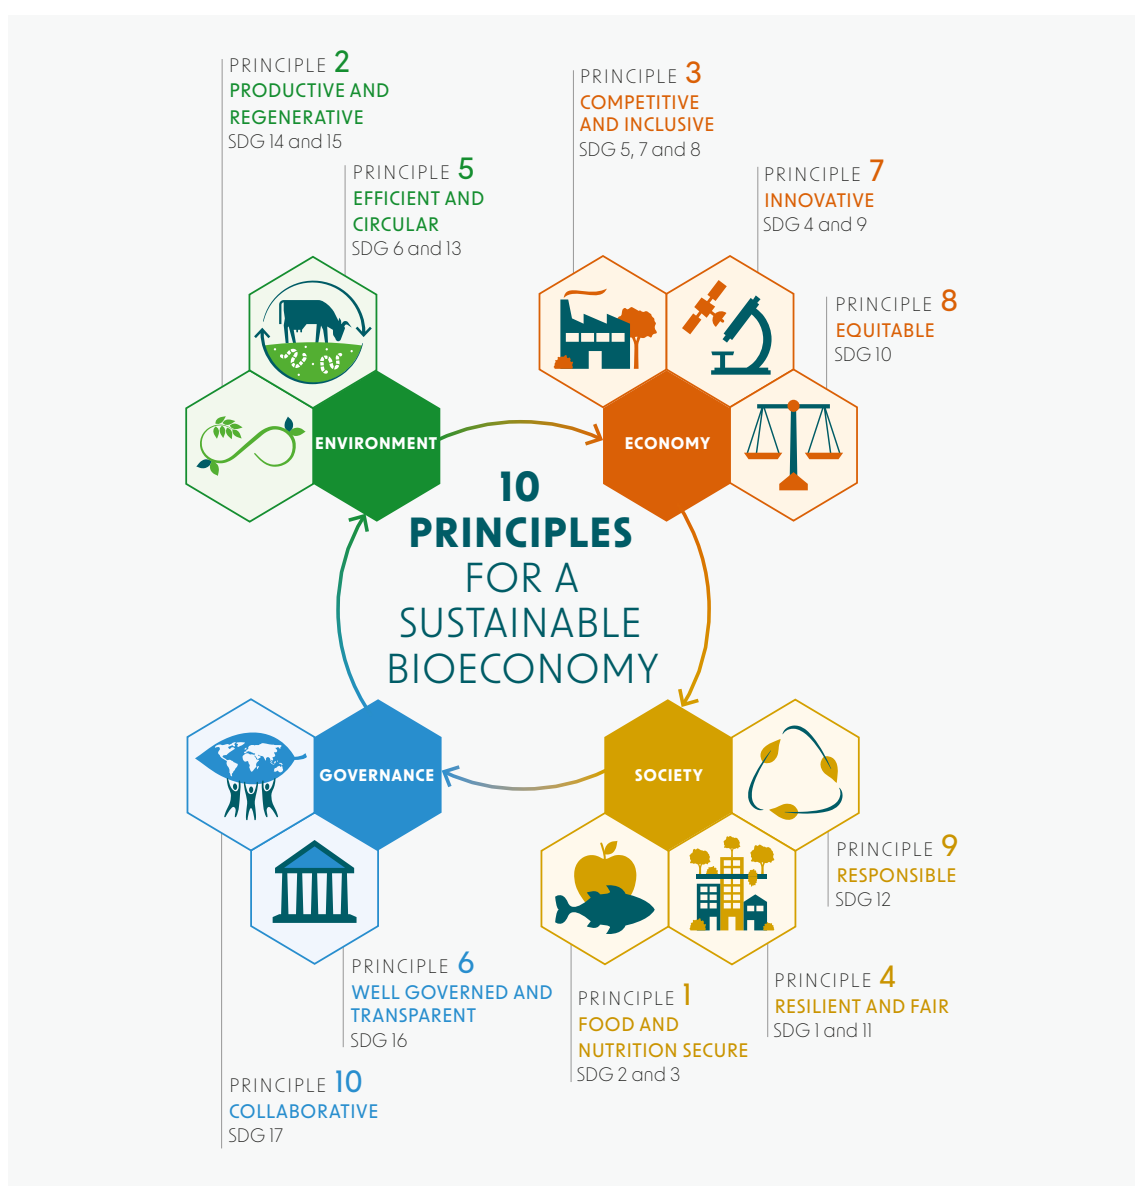 PRINCIPLE 2
PRODUCTIVE AND
REGENERATIVE
SDG 14 and 15
PRINCIPLE 5
EFFICIENT AND
CIRCULAR
SDG 6 and 13
PRINCIPLE 3
COMPETITIVE
AND INCLUSIVE
SDG 5, 7 and 8
PRINCIPLE 7
INNOVATIVE
SDG 4 and 9
PRINCIPLE 8
EQUITABLE
SDG 10
ENVIRONMENT
ECONOMY
10
PRINCIPLES
FOR A
SUSTAINABLE
BIOECONOMY
GOVERNANCE
SOCIETY
PRINCIPLE 9
RESPONSIBLE
SDG 12
PRINCIPLE 4
RESILIENT AND FAIR
SDG 1 and 11
PRINCIPLE 1
FOOD AND
NUTRITION SECURE
SDG 2 and 3
PRINCIPLE 6
WELL GOVERNED AND
TRANSPARENT
SDG 16
PRINCIPLE 10
COLLABORATIVE
SDG 17